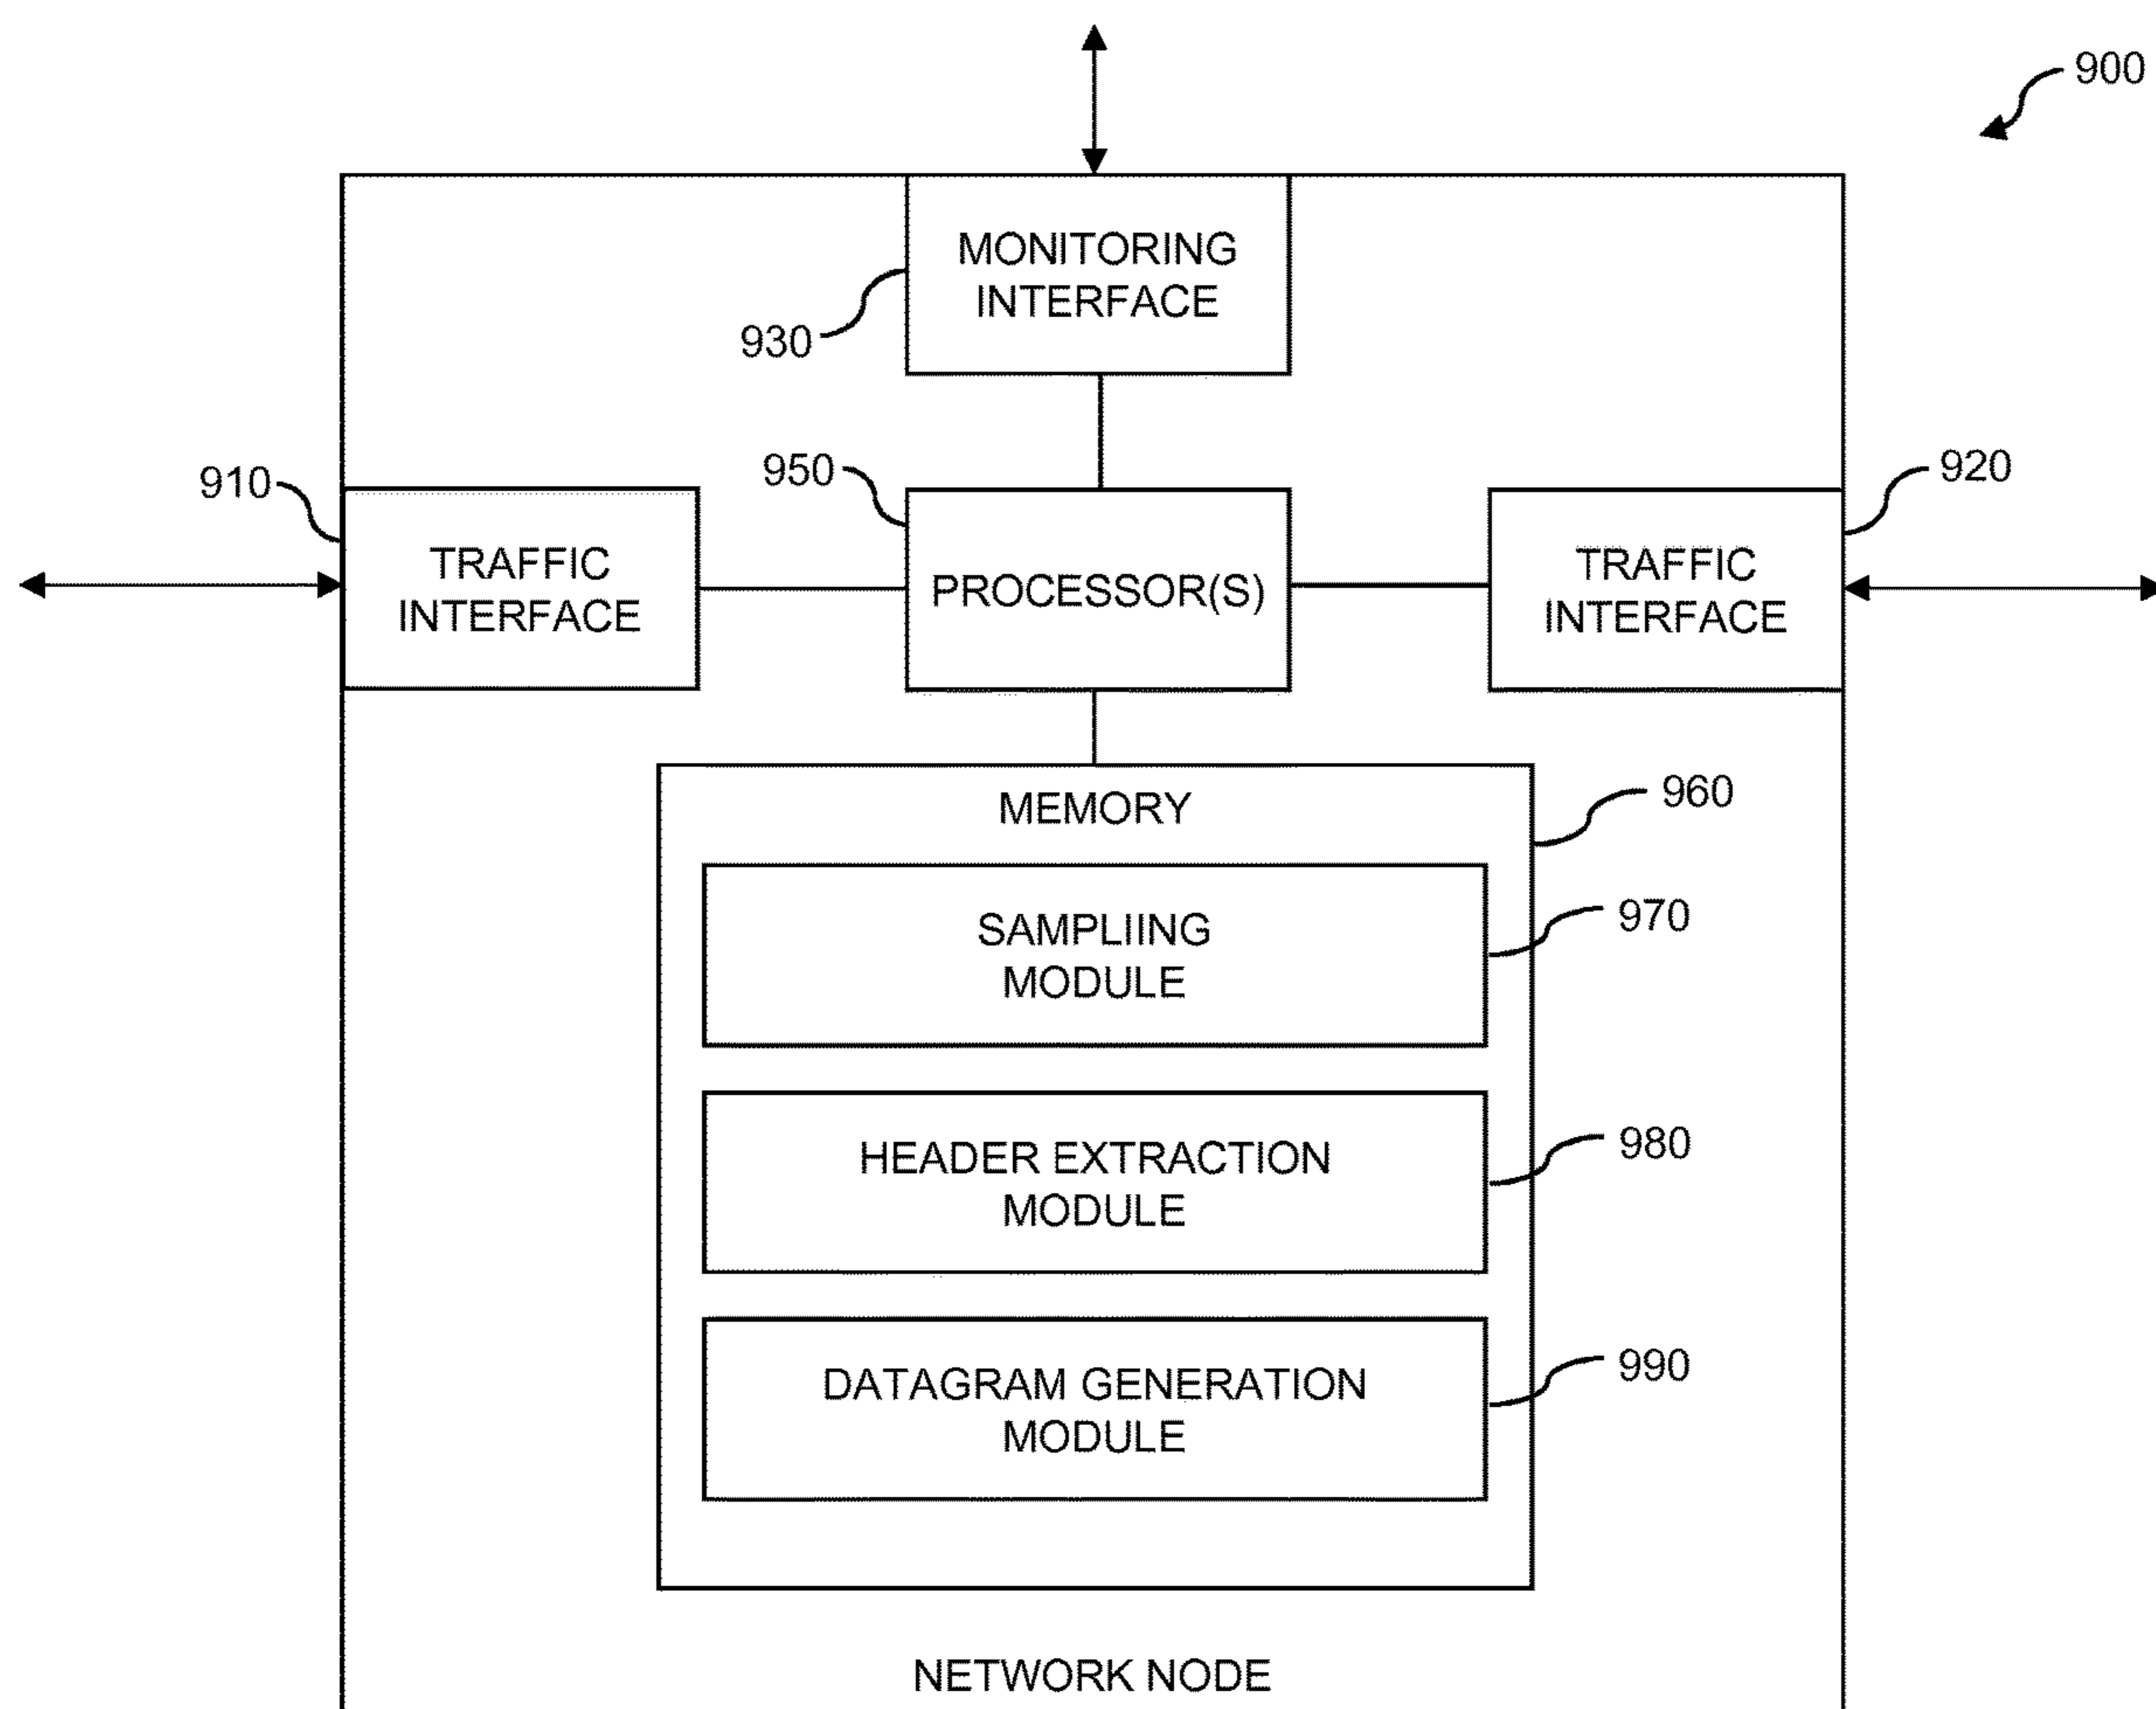 900
MONITORING
INTERFACE
930
910
950
920
TRAFFIC
INTERFACE
PROCESSOR(S)
TRAFFIC
INTERFACE
MEMORY
960
SAMPLIING
MODULE
970
HEADER EXTRACTION
MODULE
980
DATAGRAM GENERATION
MODULE
990
NETWORK NODE